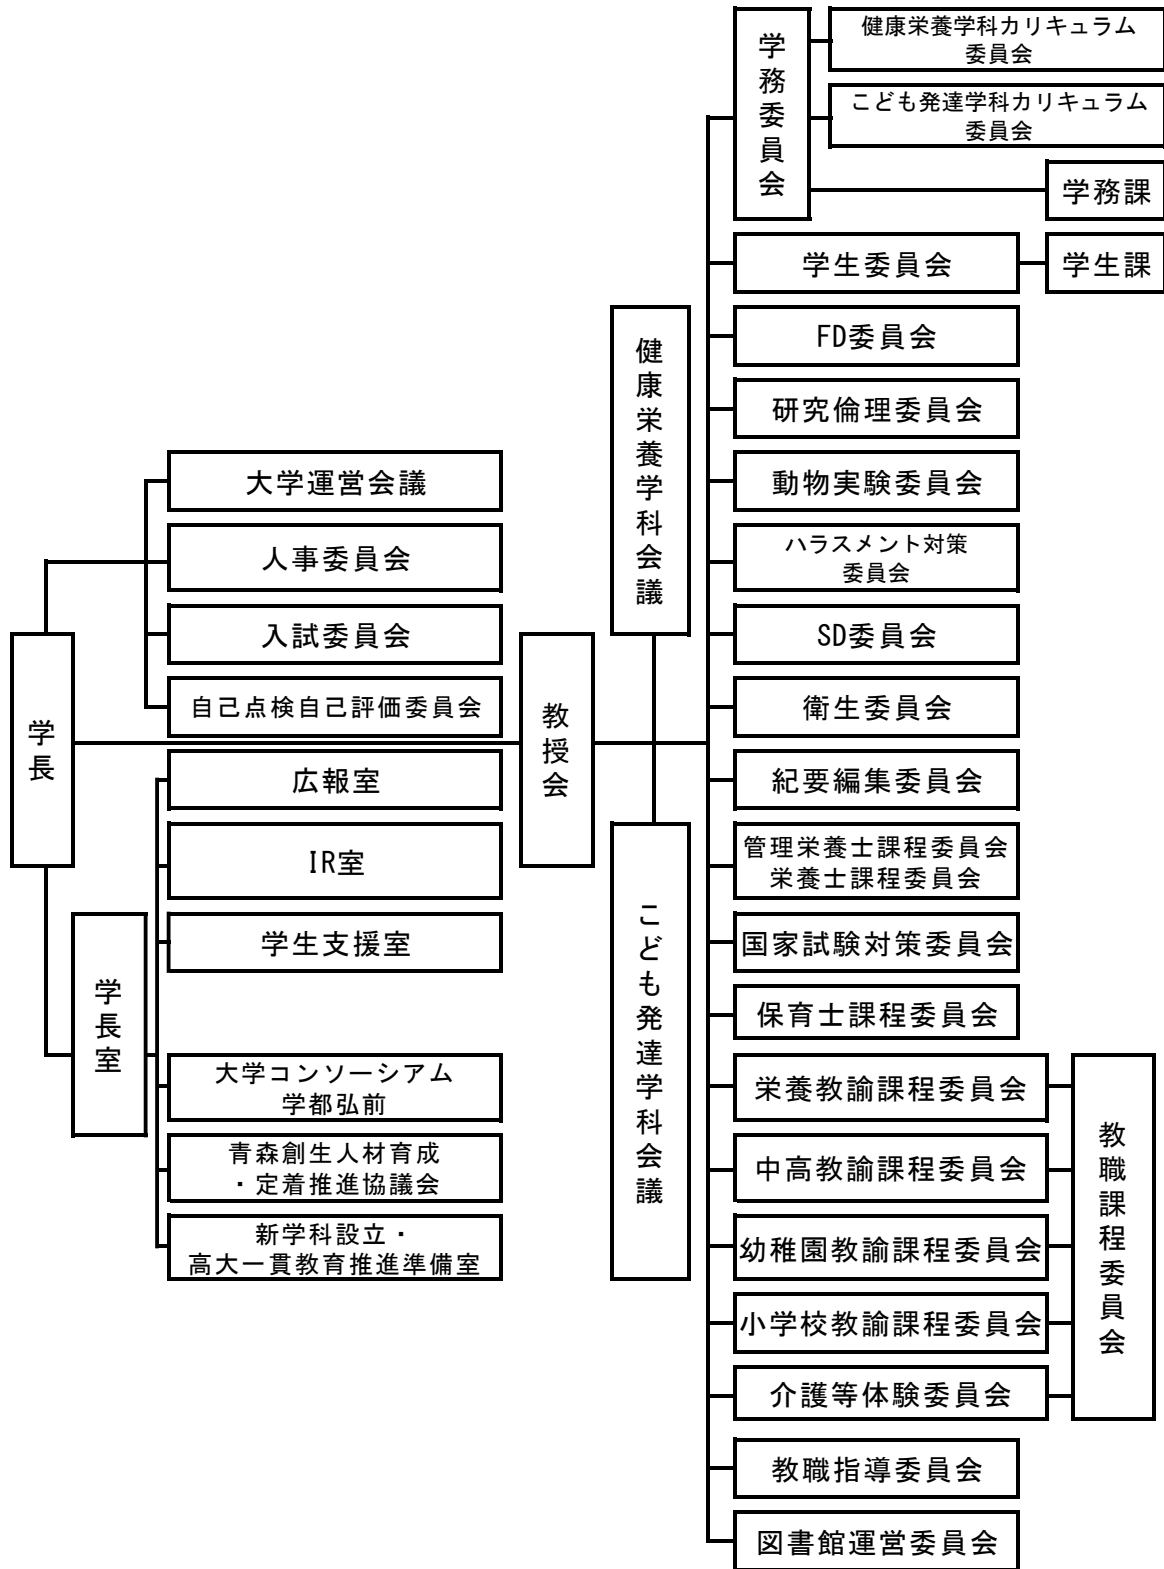 学長
大学運営会議
人事委員会
入試委員会
自己点検自己評価委員会
学長室
広報室
IR室
学生支援室
大学コンソーシアム
学都弘前
青森創生人材育成
・定着推進協議会
新学科設立・
高大一貫教育推進準備室
教授会
健康栄養学科会議
こども発達学科会議
学務委員会
健康栄養学科カリキュラム
委員会
こども発達学科カリキュラム
委員会
学務課
学生委員会
学生課
FD委員会
研究倫理委員会
動物実験委員会
ハラスメント対策
委員会
SD委員会
衛生委員会
紀要編集委員会
管理栄養士課程委員会
栄養士課程委員会
国家試験対策委員会
保育士課程委員会
栄養教諭課程委員会
中高教諭課程委員会
幼稚園教諭課程委員会
小学校教諭課程委員会
介護等体験委員会
教職課程委員会
教職指導委員会
図書館運営委員会